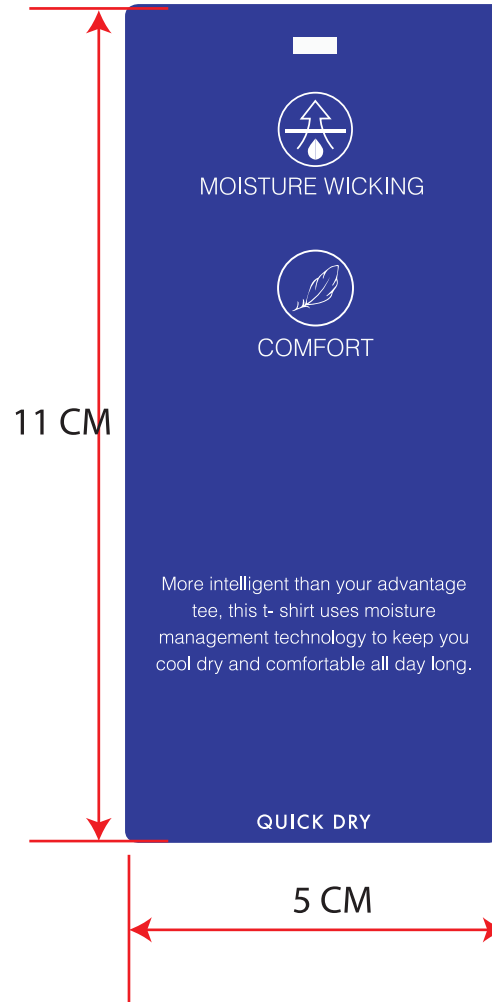 MOISTURE WICKING
COMFORT
11 CM
More intelligent than your advantage
tee, this t- shirt uses moisture
management technology to keep you
cool dry and comfortable all day long.
QUICK DRY
5 CM